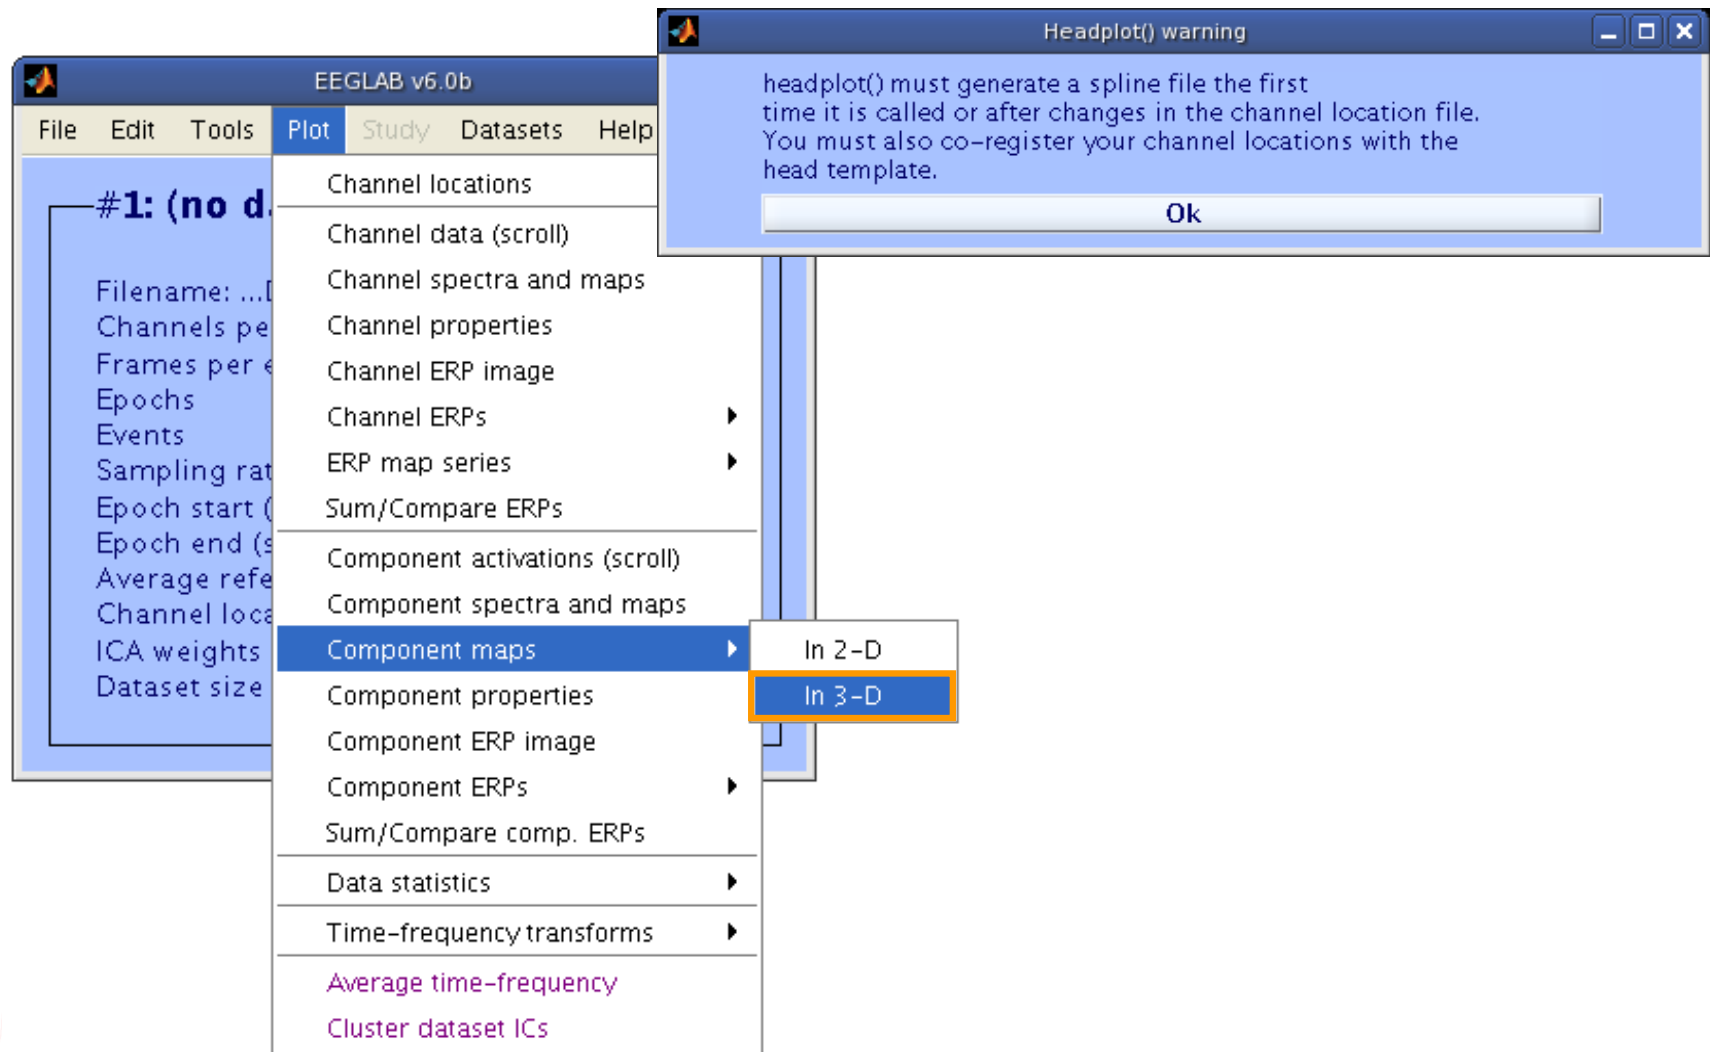 Headplot() warning
headplot() must generate a spline file the first
time it is called or after changes in the channel location file.
You must also co-register your channel locations with the
head template.
Ok
EEGLAB v6.0b
File Edit Tools Plot Study Datasets Help
#1: (no d
Filename: ...
Channels pe
Frames per e
Epochs
Events
Sampling rat
Epoch start (
Epoch end (s
Average refe
Channel loca
ICA weights
Dataset size
Channel locations
Channel data (scroll)
Channel spectra and maps
Channel properties
Channel ERP image
Channel ERPs
ERP map series
Sum/Compare ERPs
Component activations (scroll)
Component spectra and maps
Component maps
In 2-D
In 3-D
Component properties
Component ERP image
Component ERPs
Sum/Compare comp. ERPs
Data statistics
Time-frequency transforms
Average time-frequency
Cluster dataset ICs